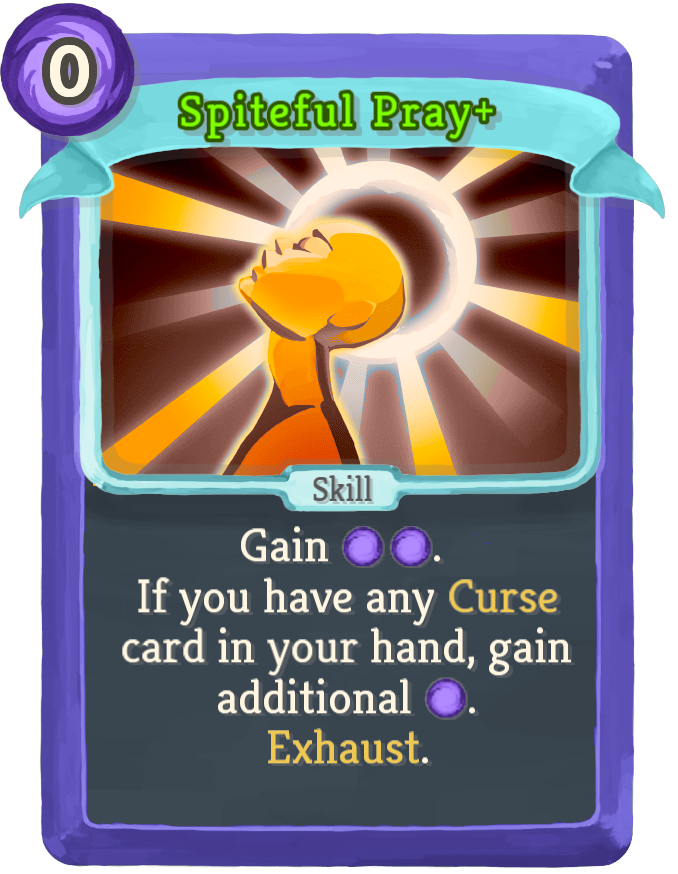 0
Spiteful Pray+
Skill
Gain .
If you have any Curse
card in your hand, gain
additional .
Exhaust.